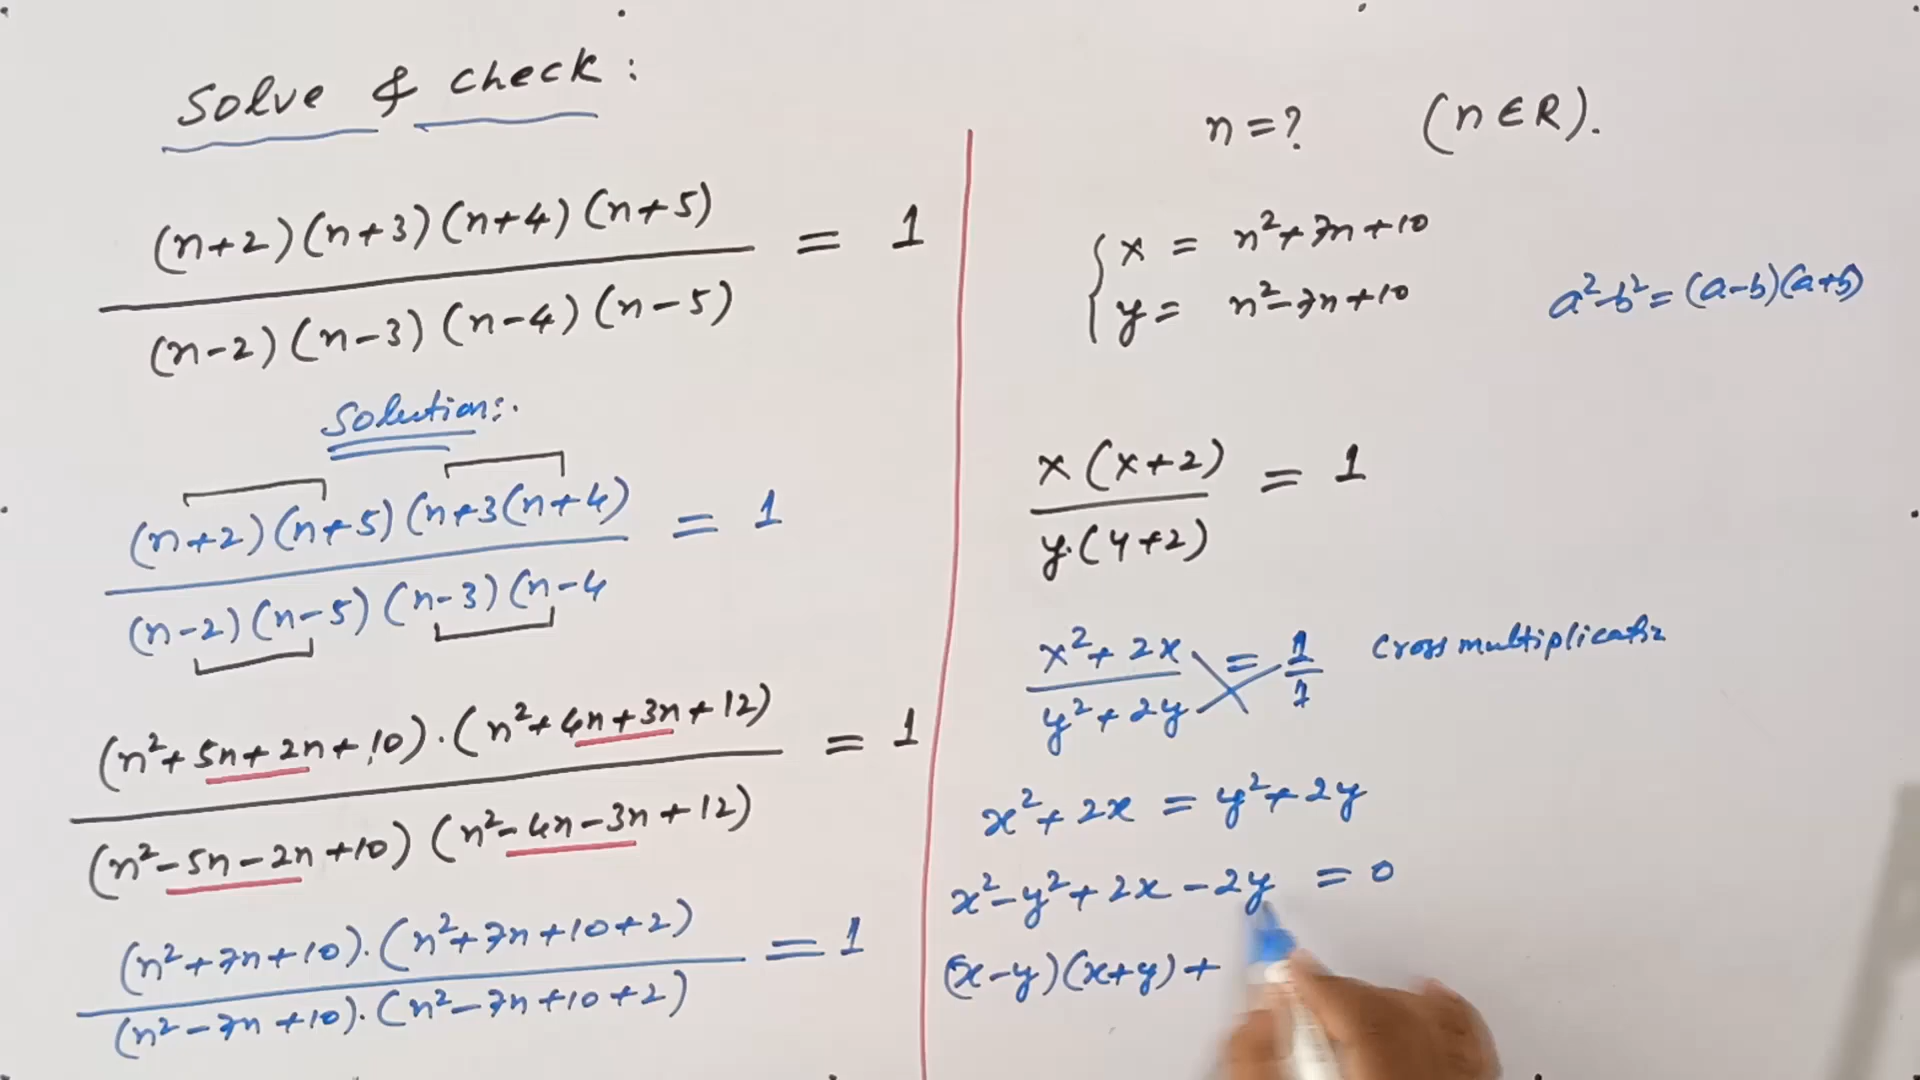 Solve & check :
(n+2)(n+3)(n+4)(n+5)
/ (n-2)(n-3)(n-4)(n-5) = 1
Solution:.
(n+2)(n+5)(n+3(n+4)
/ (n-2)(n-5)(n-3)(n-4 = 1
(n²+5n+2n+10).(n²+4n+3n+12)
/ (n²-5n-2n+10)(n²-4n-3n+12) = 1
(n²+7n+10).(n²+7n+10+2)
/ (n²-7n+10).(n²-7n+10+2) = 1
n=? (n∈R).
{ x = n²+7n+10
y = n²-7n+10
a²-b²=(a-b)(a+b)
x(x+2)
/ y.(y+2) = 1
x²+2x / y²+2y = 1/1 Cross multiplicatin
x²+2x = y²+2y
x²-y²+2x-2y = 0
(x-y)(x+y)+